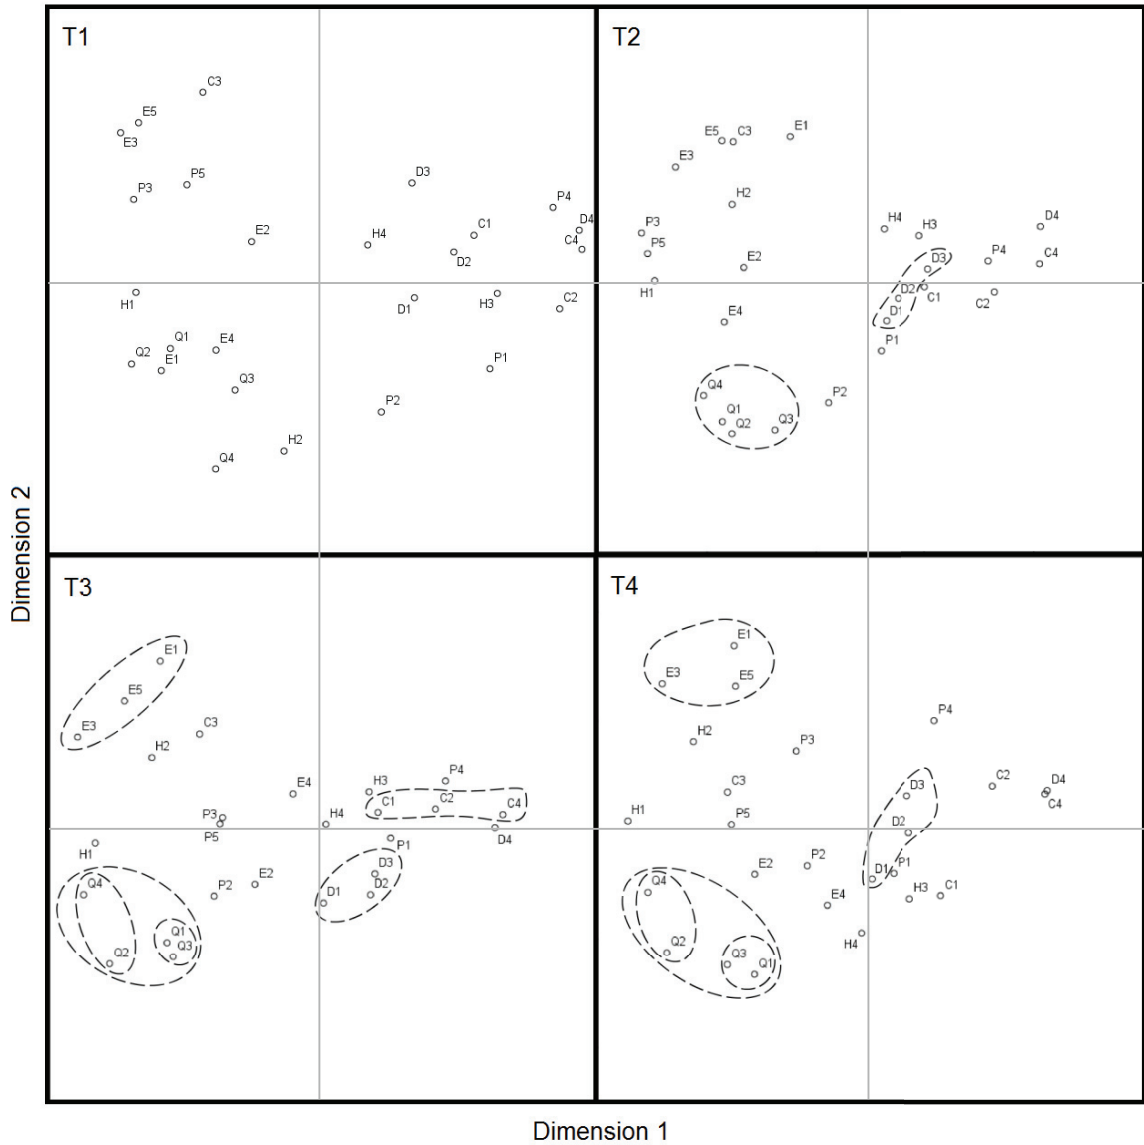 T1
C3
E5
E3
P5
P3
D3
P4
E2
H4
C1
D4
C4
D2
H1
D1
H3
C2
Q1
E4
Q2
E1
P1
Q3
P2
H2
Q4
T2
E1
E5
C3
E3
H2
P3
H4
H3
D4
P5
E2
D3
P4
C4
H1
D2
C1
C2
E4
D1
P1
Q4
P2
Q1
Q2
Q3
T3
E1
E5
E3
C3
H2
E4
H3
P4
C1
C2
C4
P3
H4
P5
D4
H1
P1
Q4
P2
E2
D3
D1
D2
Q1
Q2
Q3
T4
E1
E3
E5
P4
H2
P3
C3
D3
C2
D4
C4
H1
P5
D2
E2
P2
D1
P1
Q4
E4
H3
C1
Q2
H4
Q3
Q1
Dimension 2
Dimension 1